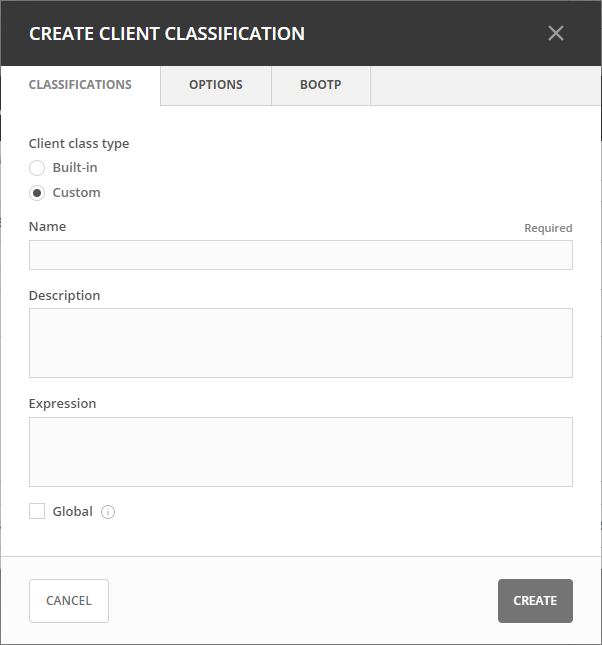 CREATE CLIENT CLASSIFICATION
CLASSIFICATIONS OPTIONS BOOTP
Client class type
Built-in
Custom
Name Required
Description
Expression
Global
CANCEL CREATE